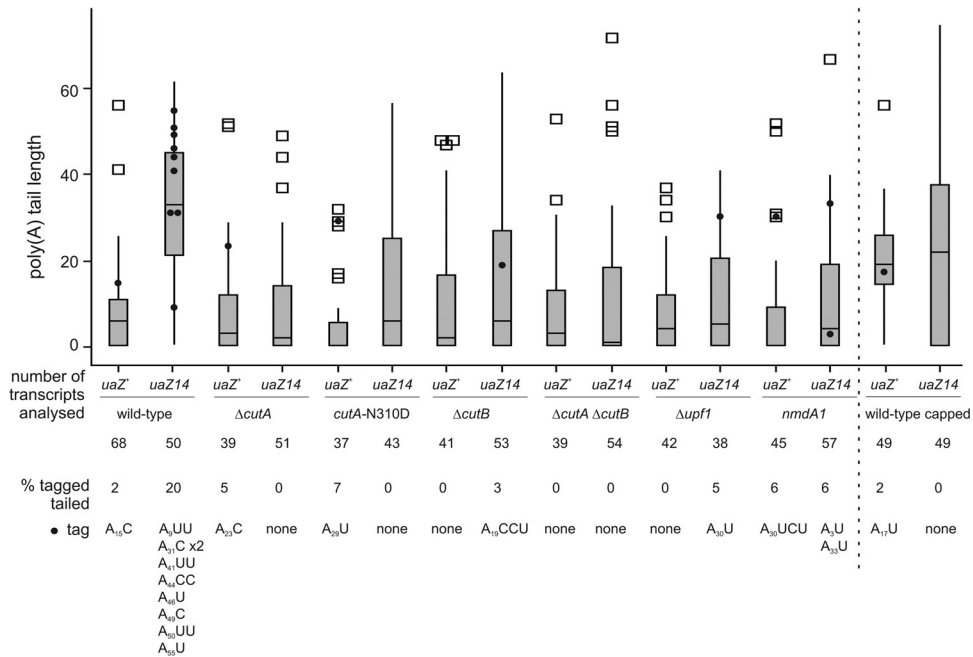 poly(A) tail length
60
40
20
0
number of transcripts analysed
uaZ⁺ uaZ14 uaZ⁺ uaZ14 uaZ⁺ uaZ14 uaZ⁺ uaZ14 uaZ⁺ uaZ14 uaZ⁺ uaZ14 uaZ⁺ uaZ14 uaZ⁺ uaZ14
wild-type ΔcutA cutA-N310D ΔcutB ΔcutA ΔcutB Δupf1 nmdA1 wild-type capped
68 50 39 51 37 43 41 53 39 54 42 38 45 57 49 49
% tagged tailed
2 20 5 0 7 0 0 3 0 0 0 5 6 6 2 0
● tag A₁₅C A₉UU A₂₃C none A₂₉U none none A₁₉CCU none none none A₃₀U A₃₀UCU A₃U A₁₇U none
A₃₁C x2 A₃₃U
A₄₁UU
A₄₄CC
A₄₆U
A₄₉C
A₅₀UU
A₅₅U